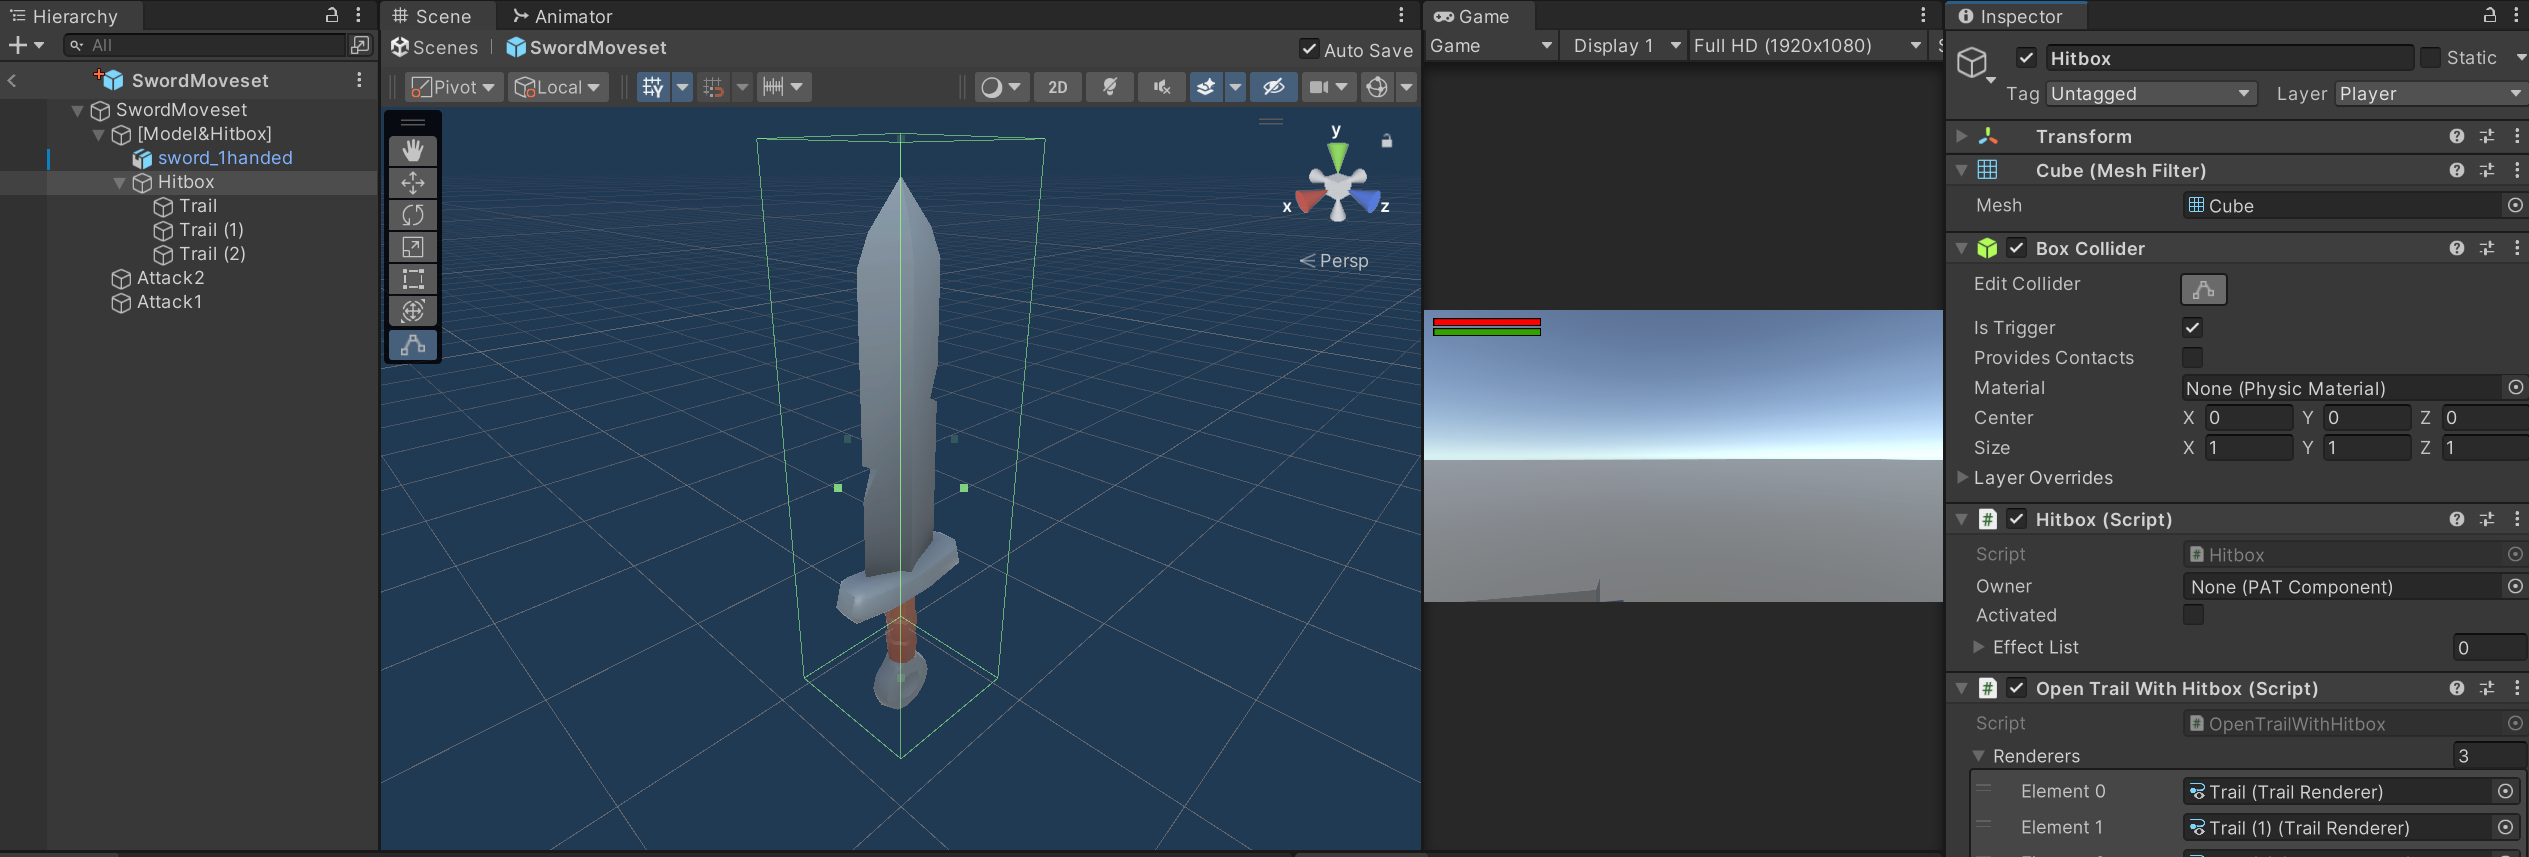 Hierarchy
All
SwordMoveset
SwordMoveset
[Model&Hitbox]
sword_1handed
Hitbox
Trail
Trail (1)
Trail (2)
Attack2
Attack1
Scene
Animator
Scenes | SwordMoveset
Auto Save
Pivot
Local
2D
y
x
z
Persp
Game
Game
Display 1
Full HD (1920x1080)
Inspector
Hitbox
Static
Tag
Untagged
Layer
Player
Transform
Cube (Mesh Filter)
Mesh
Cube
Box Collider
Edit Collider
Is Trigger
Provides Contacts
Material
None (Physic Material)
Center
X 0 Y 0 Z 0
Size
X 1 Y 1 Z 1
Layer Overrides
Hitbox (Script)
Script
Hitbox
Owner
None (PAT Component)
Activated
Effect List
0
Open Trail With Hitbox (Script)
Script
OpenTrailWithHitbox
Renderers
3
Element 0
Trail (Trail Renderer)
Element 1
Trail (1) (Trail Renderer)